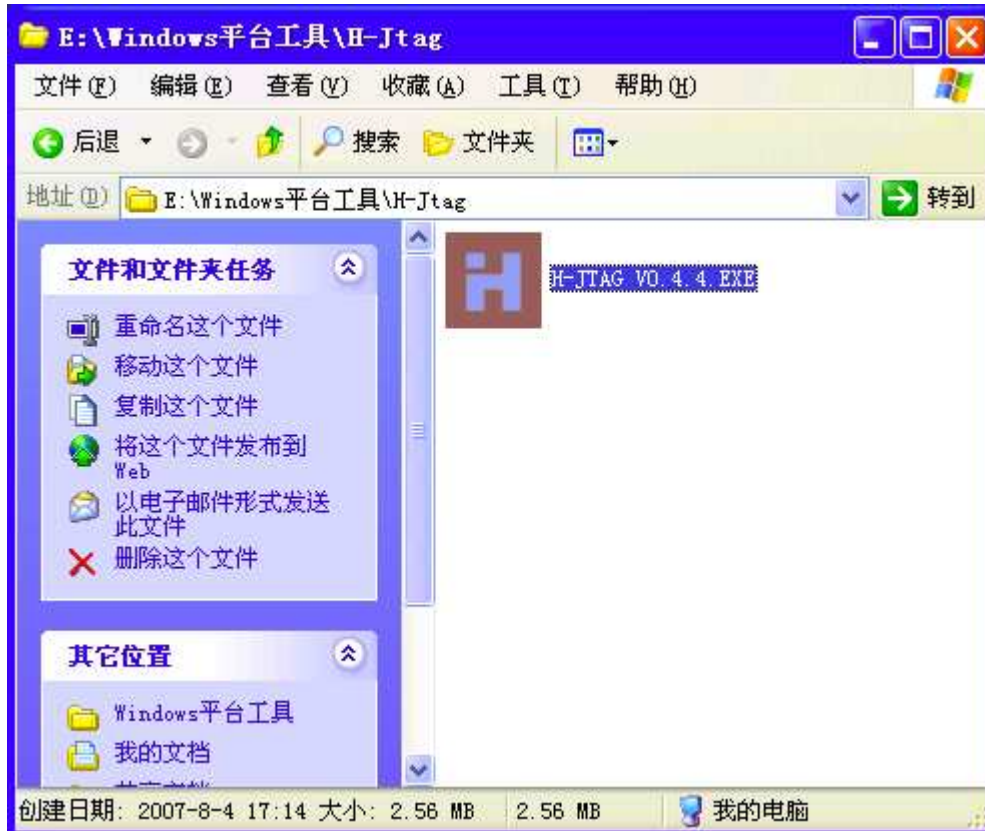 E:\Windows平台工具\H-Jtag
文件(F) 编辑(E) 查看(V) 收藏(A) 工具(T) 帮助(H)
后退 搜索 文件夹
地址(D) E:\Windows平台工具\H-Jtag 转到
文件和文件夹任务
重命名这个文件
移动这个文件
复制这个文件
将这个文件发布到
Web
以电子邮件形式发送
此文件
删除这个文件
其它位置
Windows平台工具
我的文档
H-JTAG V0.4.4.EXE
创建日期: 2007-8-4 17:14 大小: 2.56 MB 2.56 MB 我的电脑